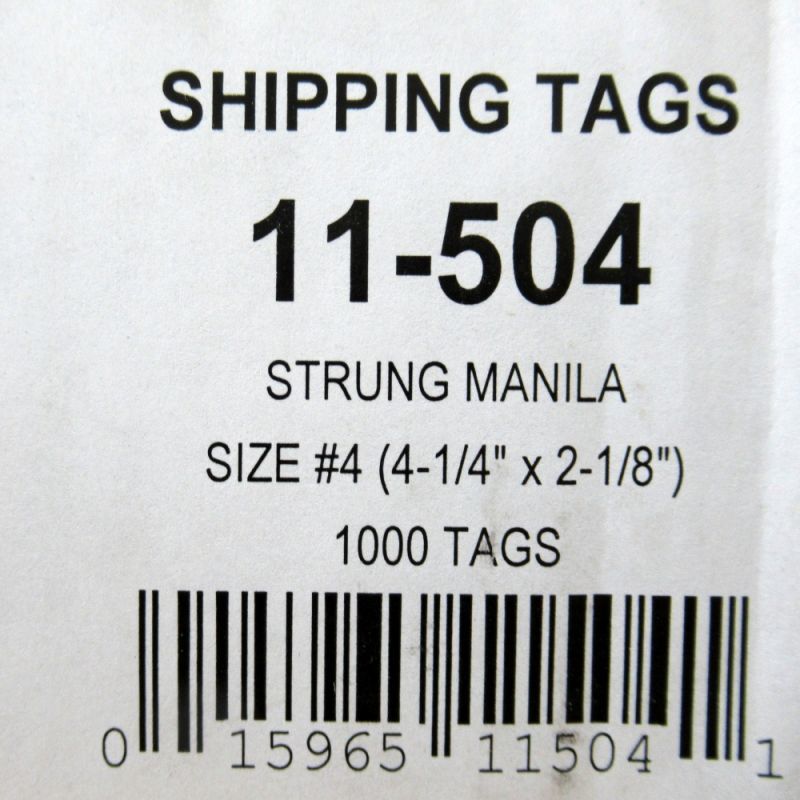 SHIPPING TAGS
11-504
STRUNG MANILA
SIZE #4 (4-1/4" x 2-1/8")
1000 TAGS
0 15965 11504 1